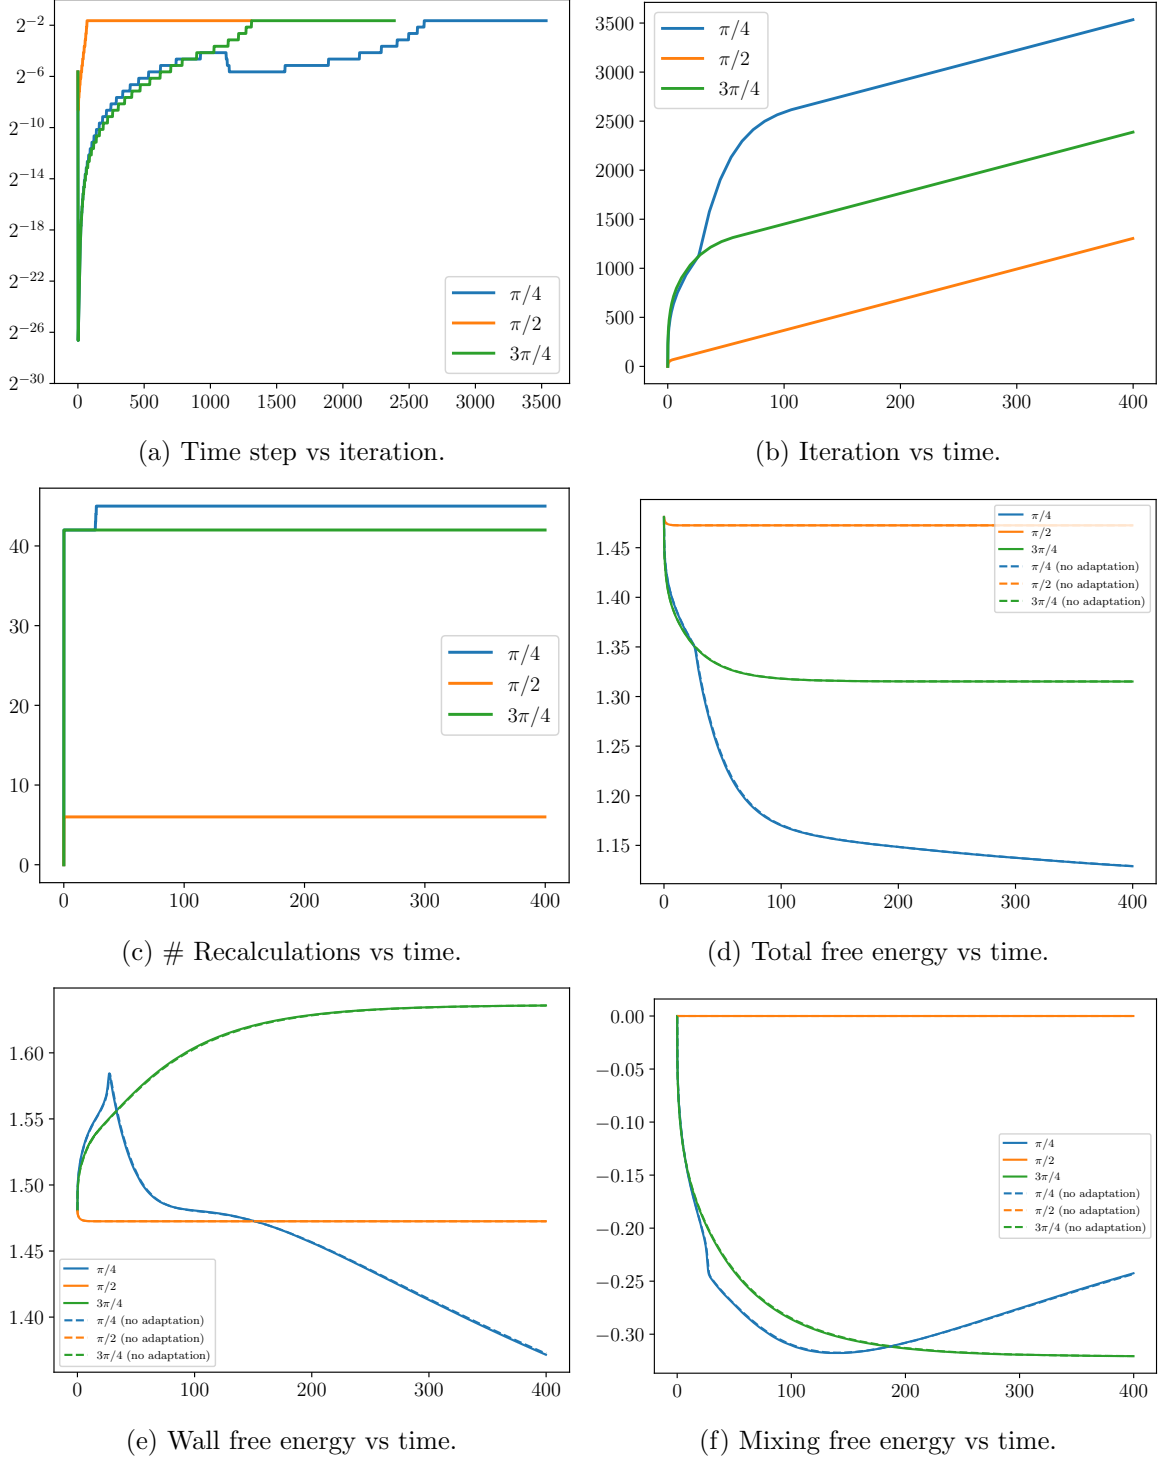 2⁻²
2⁻⁶
2⁻¹⁰
2⁻¹⁴
2⁻¹⁸
2⁻²²
2⁻²⁶
2⁻³⁰
π/4
π/2
3π/4
0 500 1000 1500 2000 2500 3000 3500
(a) Time step vs iteration.
3500
3000
2500
2000
1500
1000
500
0
π/4
π/2
3π/4
0 100 200 300 400
(b) Iteration vs time.
40
30
20
10
0
π/4
π/2
3π/4
0 100 200 300 400
(c) # Recalculations vs time.
1.45
1.40
1.35
1.30
1.25
1.20
1.15
π/4
π/2
3π/4
π/4 (no adaptation)
π/2 (no adaptation)
3π/4 (no adaptation)
0 100 200 300 400
(d) Total free energy vs time.
1.60
1.55
1.50
1.45
1.40
π/4
π/2
3π/4
π/4 (no adaptation)
π/2 (no adaptation)
3π/4 (no adaptation)
0 100 200 300 400
(e) Wall free energy vs time.
0.00
−0.05
−0.10
−0.15
−0.20
−0.25
−0.30
π/4
π/2
3π/4
π/4 (no adaptation)
π/2 (no adaptation)
3π/4 (no adaptation)
0 100 200 300 400
(f) Mixing free energy vs time.